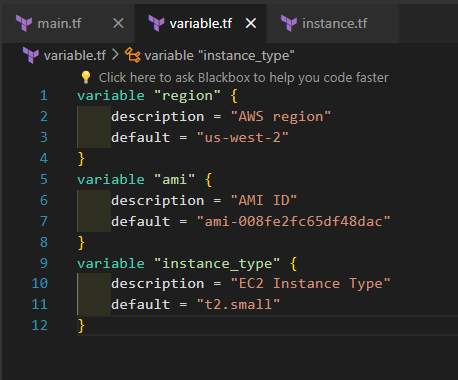 main.tf variable.tf instance.tf
variable.tf > variable "instance_type"
Click here to ask Blackbox to help you code faster
1 variable "region" {
2 description = "AWS region"
3 default = "us-west-2"
4 }
5 variable "ami" {
6 description = "AMI ID"
7 default = "ami-008fe2fc65df48dac"
8 }
9 variable "instance_type" {
10 description = "EC2 Instance Type"
11 default = "t2.small"
12 }